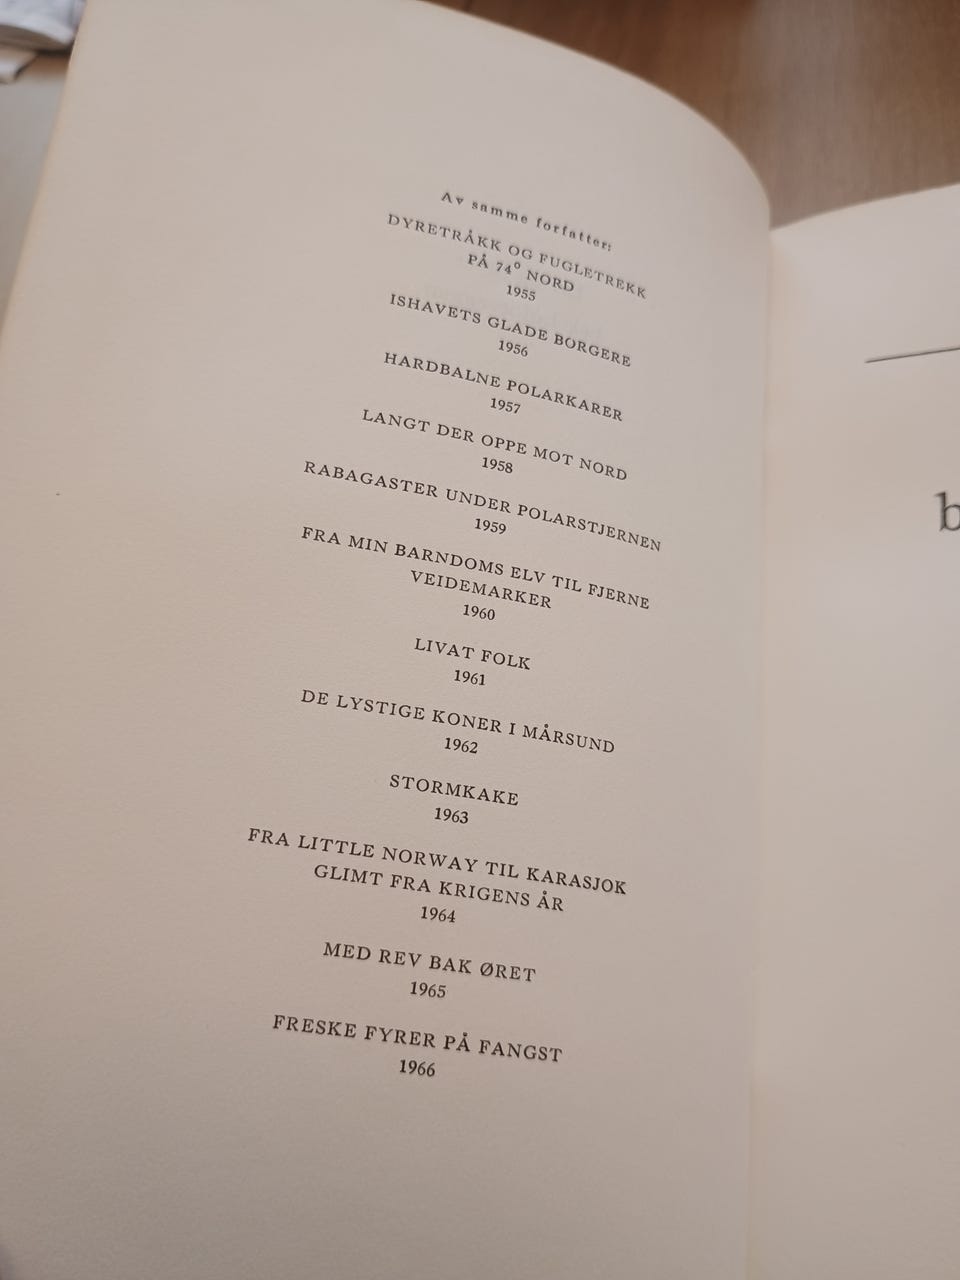 Av samme forfatter:
DYRETRÅKK OG FUGLETREKK
PÅ 74° NORD
1955
ISHAVETS GLADE BORGERE
1956
HARDBALNE POLARKARER
1957
LANGT DER OPPE MOT NORD
1958
RABAGASTER UNDER POLARSTJERNEN
1959
FRA MIN BARNDOMS ELV TIL FJERNE
VEIDEMARKER
1960
LIVAT FOLK
1961
DE LYSTIGE KONER I MÅRSUND
1962
STORMKAKE
1963
FRA LITTLE NORWAY TIL KARASJOK
GLIMT FRA KRIGENS ÅR
1964
MED REV BAK ØRET
1965
FRESKE FYRER PÅ FANGST
1966
b